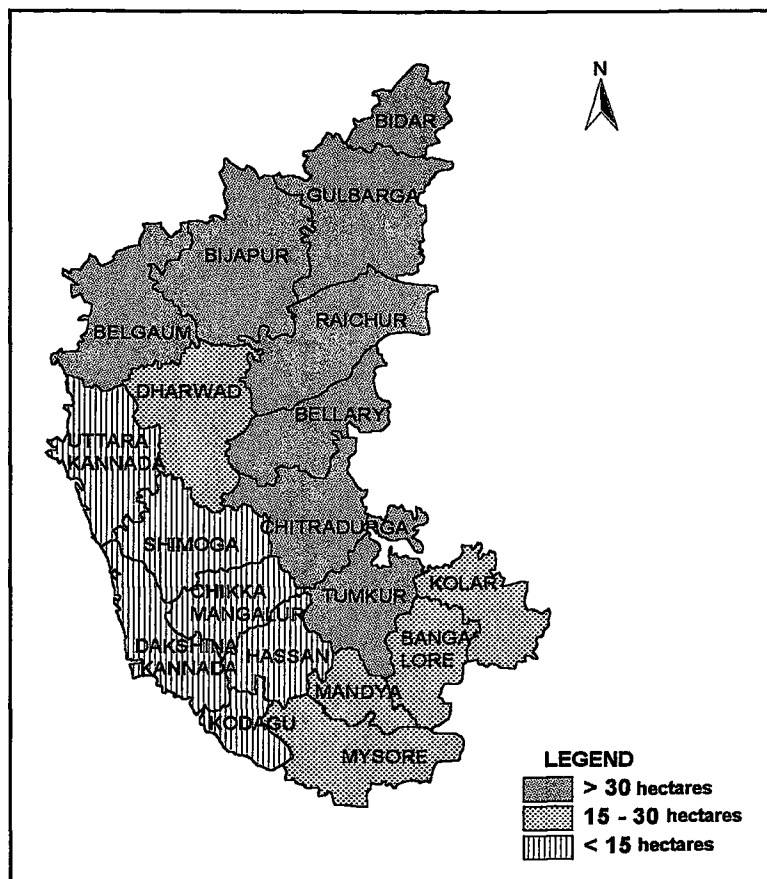 N
BIDAR
GULBARGA
BIJAPUR
RAICHUR
BELGAUM
DHARWAD
BELLARY
UTTARA
KANNADA
CHITRADURGA
SHIMOGA
KOLAR
CHIKKA
MANGALUR
TUMKUR
BANGA
LORE
DAKSHINA
KANNADA
HASSAN
MANDYA
KODAGU
MYSORE
LEGEND
> 30 hectares
15 - 30 hectares
< 15 hectares